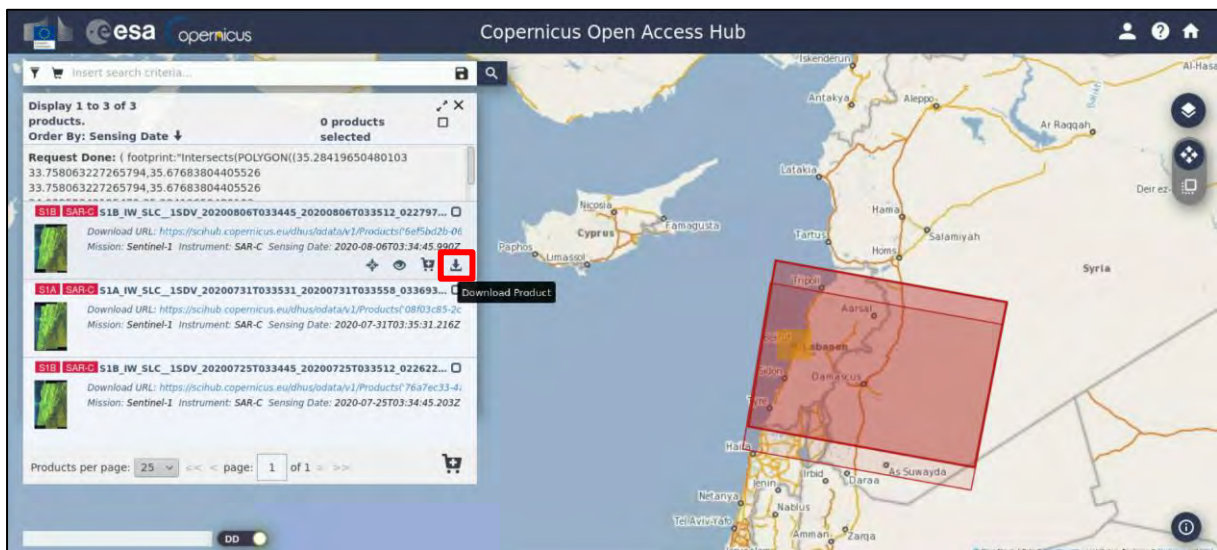 esa opernicus
Copernicus Open Access Hub
Insert search criteria...
Display 1 to 3 of 3
products.
0 products
selected
Order By: Sensing Date
Request Done: ( footprint:"Intersects(POLYGON((35.28419650480103
33.758063227265794,35.67683804405526
33.758063227265794,35.67683804405526
S1B SAR-C S1B_IW_SLC__1SDV_20200806T033445_20200806T033512_022797...
Download URL: https://scihub.copernicus.eu/dhus/odata/v1/Products('6ef5bd2b-06
Mission: Sentinel-1 Instrument: SAR-C Sensing Date: 2020-08-06T03:34:45.990Z
Download Product
S1A SAR-C S1A_IW_SLC__1SDV_20200731T033531_20200731T033558_033693...
Download URL: https://scihub.copernicus.eu/dhus/odata/v1/Products('08f03c85-2c
Mission: Sentinel-1 Instrument: SAR-C Sensing Date: 2020-07-31T03:35:31.216Z
S1B SAR-C S1B_IW_SLC__1SDV_20200725T033445_20200725T033512_022622...
Download URL: https://scihub.copernicus.eu/dhus/odata/v1/Products('76a7ec33-4
Mission: Sentinel-1 Instrument: SAR-C Sensing Date: 2020-07-25T03:34:45.203Z
Products per page: 25 << < page: 1 of 1 > >>
DD
Iskenderun
Al-Hasa
Antakya
Aleppo
Ar Raqqah
Latakia
Deir ez-
Nicosia
Hama
Cyprus
Famagusta
Salamiyah
Paphos
Limassol
Tartus
Homs
Syria
Tripoli
Aarsal
Lebanon
Sidon
Damascus
Tyre
Haifa
Irbid
As Suwayda
Daraa
Jenin
Netanya
Nablus
Tel Aviv-Yafo
Amman
Zarqa